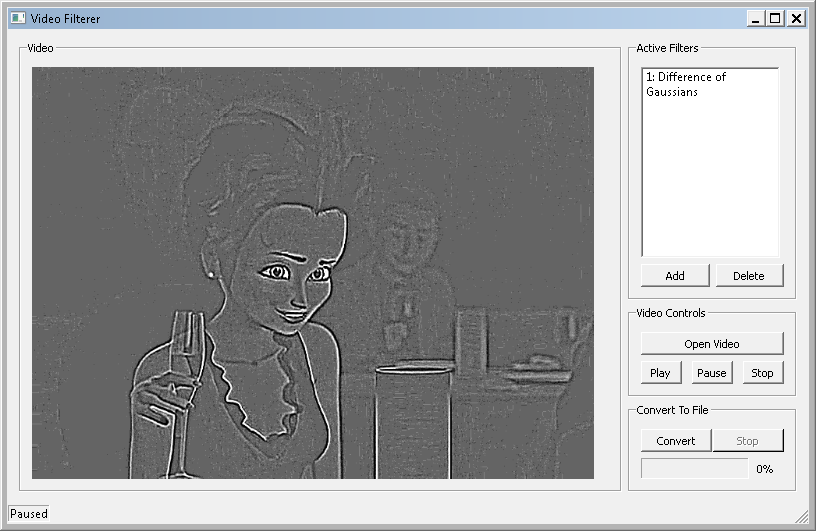 Video Filterer
Video
Active Filters
1: Difference of
Gaussians
Add
Delete
Video Controls
Open Video
Play
Pause
Stop
Convert To File
Convert
Stop
0%
Paused